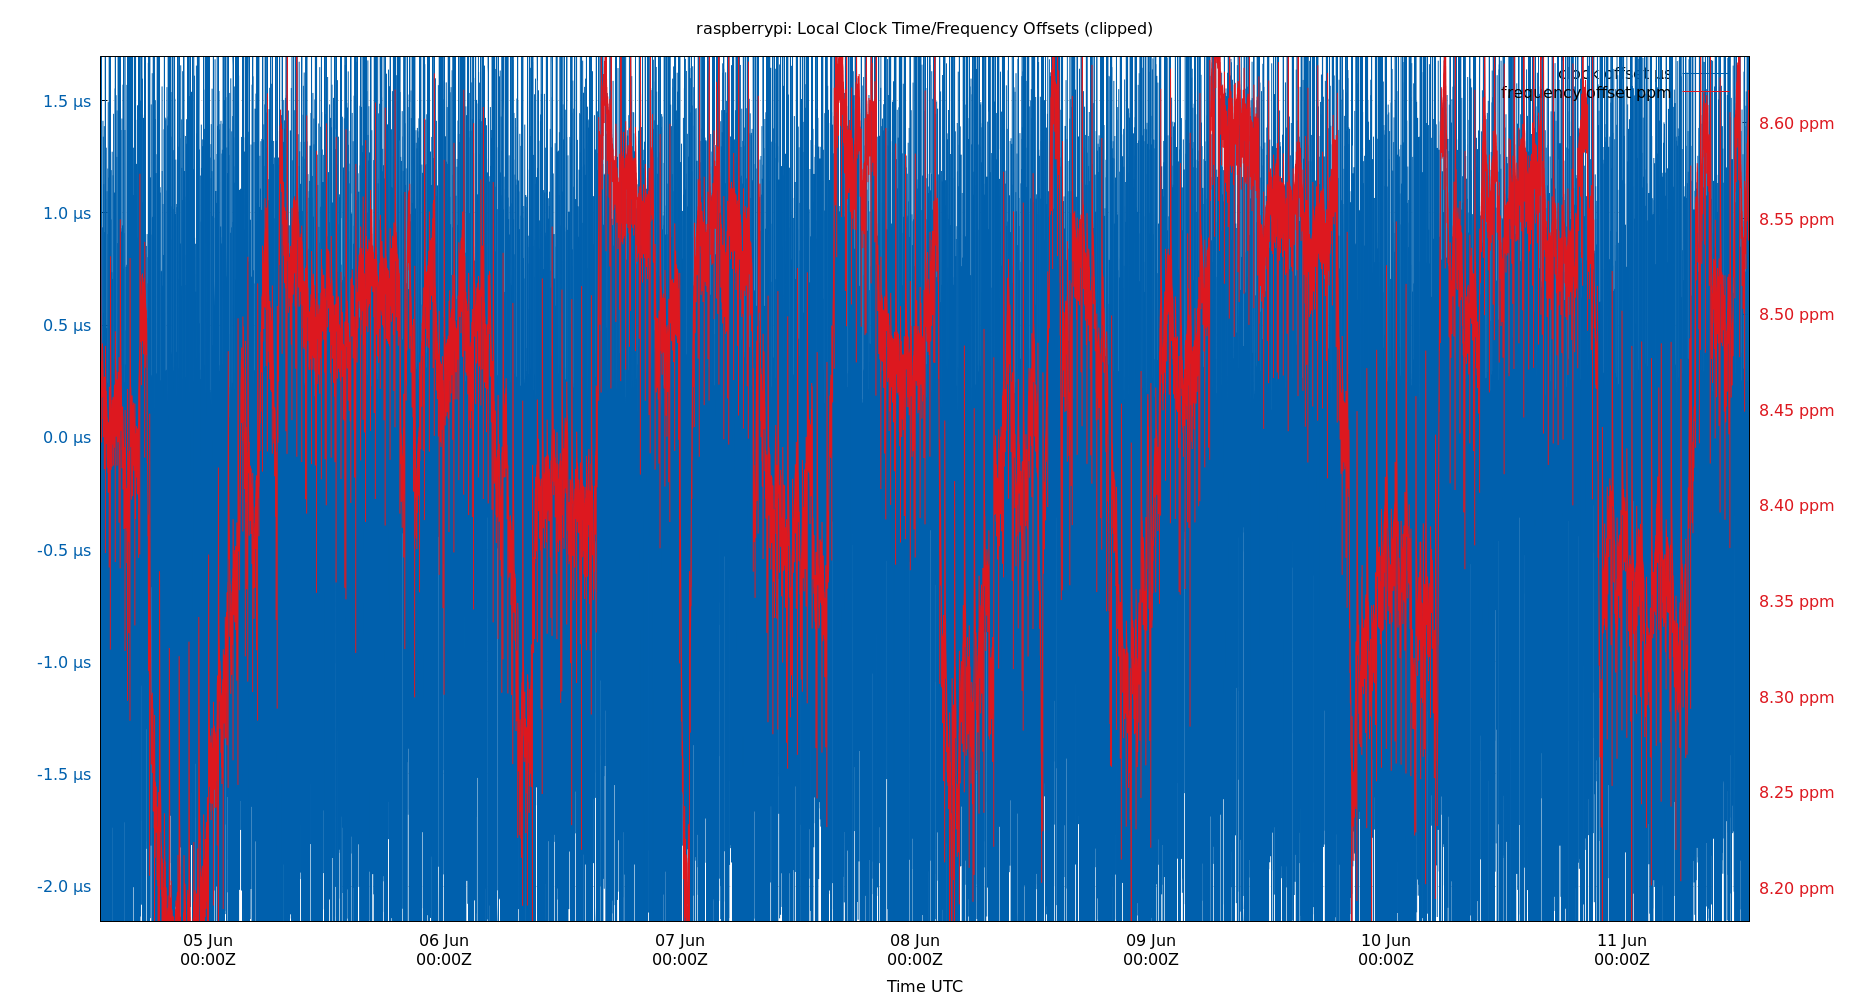 raspberrypi: Local Clock Time/Frequency Offsets (clipped)
clock offset µs
frequency offset ppm
1.5 µs
1.0 µs
0.5 µs
0.0 µs
-0.5 µs
-1.0 µs
-1.5 µs
-2.0 µs
8.60 ppm
8.55 ppm
8.50 ppm
8.45 ppm
8.40 ppm
8.35 ppm
8.30 ppm
8.25 ppm
8.20 ppm
05 Jun
00:00Z
06 Jun
00:00Z
07 Jun
00:00Z
08 Jun
00:00Z
09 Jun
00:00Z
10 Jun
00:00Z
11 Jun
00:00Z
Time UTC